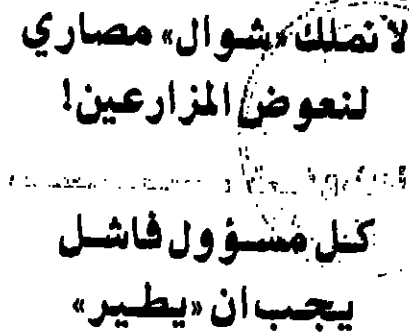 لا نملك «شوال» مصاري
لنعوض المزارعين!
كل مسؤول فاشل
يجب ان «يطير»